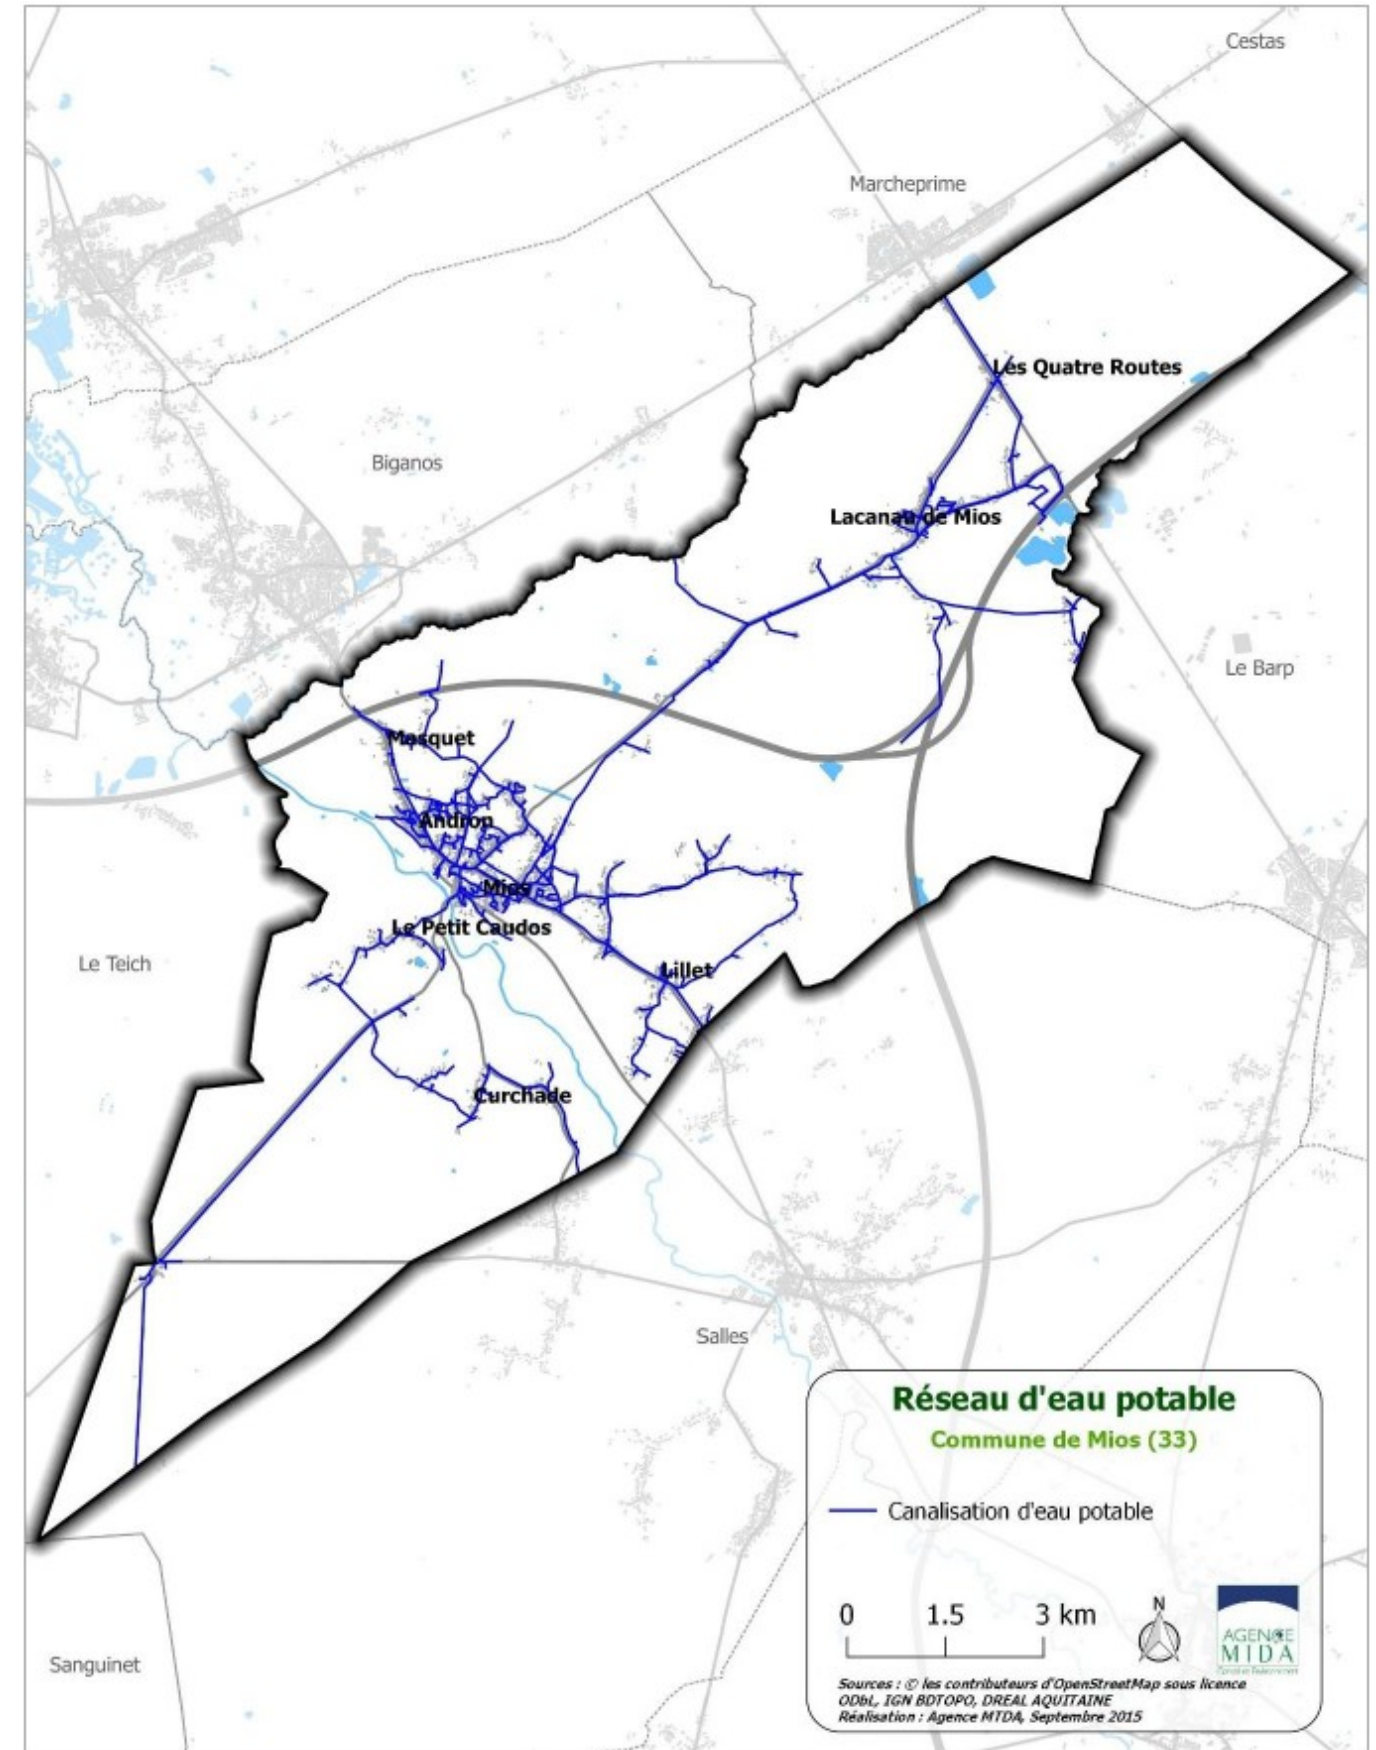 Cestas
Marcheprime
Les Quatre Routes
Biganos
Lacanau de Mios
Le Barp
Masquet
Andron
Mios
Le Petit Caudos
Le Teich
Lillet
Curchade
Salles
Réseau d'eau potable
Commune de Mios (33)
Canalisation d'eau potable
0 1.5 3 km
N
AGENCE
MTDA
Sanguinet
Sources : © les contributeurs d'OpenStreetMap sous licence
ODbL, IGN BDTOPO, DREAL AQUITAINE
Réalisation : Agence MTDA, Septembre 2015